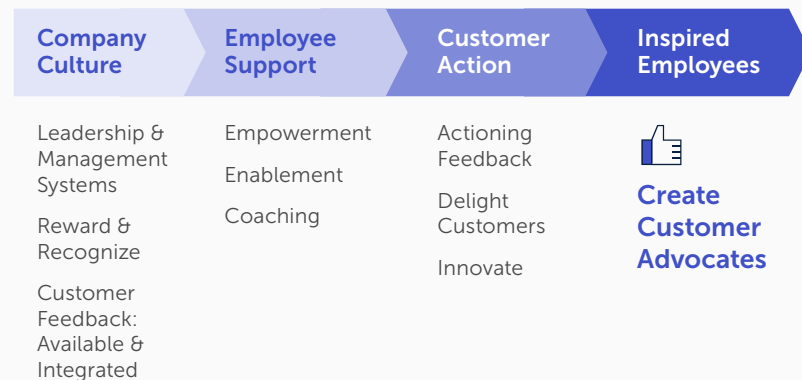 Company
Culture
Employee
Support
Customer
Action
Inspired
Employees
Leadership &
Management
Systems
Reward &
Recognize
Customer
Feedback:
Available &
Integrated
Empowerment
Enablement
Coaching
Actioning
Feedback
Delight
Customers
Innovate
Create
Customer
Advocates